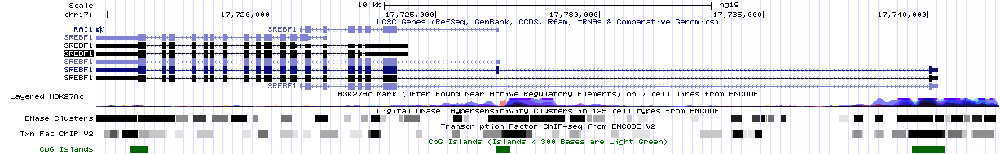 Scale 10 kb hg19
chr17: 17,720,000 17,725,000 17,730,000 17,735,000 17,740,000
UCSC Genes (RefSeq, GenBank, CCDS, Rfam, tRNAs & Comparative Genomics)
RAI1 SREBF1
SREBF1
SREBF1
SREBF1
SREBF1
SREBF1
SREBF1
SREBF1
H3K27Ac Mark (Often Found Near Active Regulatory Elements) on 7 cell lines from ENCODE
Layered H3K27Ac
Digital DNaseI Hypersensitivity Clusters in 125 cell types from ENCODE
DNase Clusters
Transcription Factor ChIP-seq from ENCODE V2
Txn Fac ChIP V2
CpG Islands (Islands < 300 Bases are Light Green)
CpG Islands